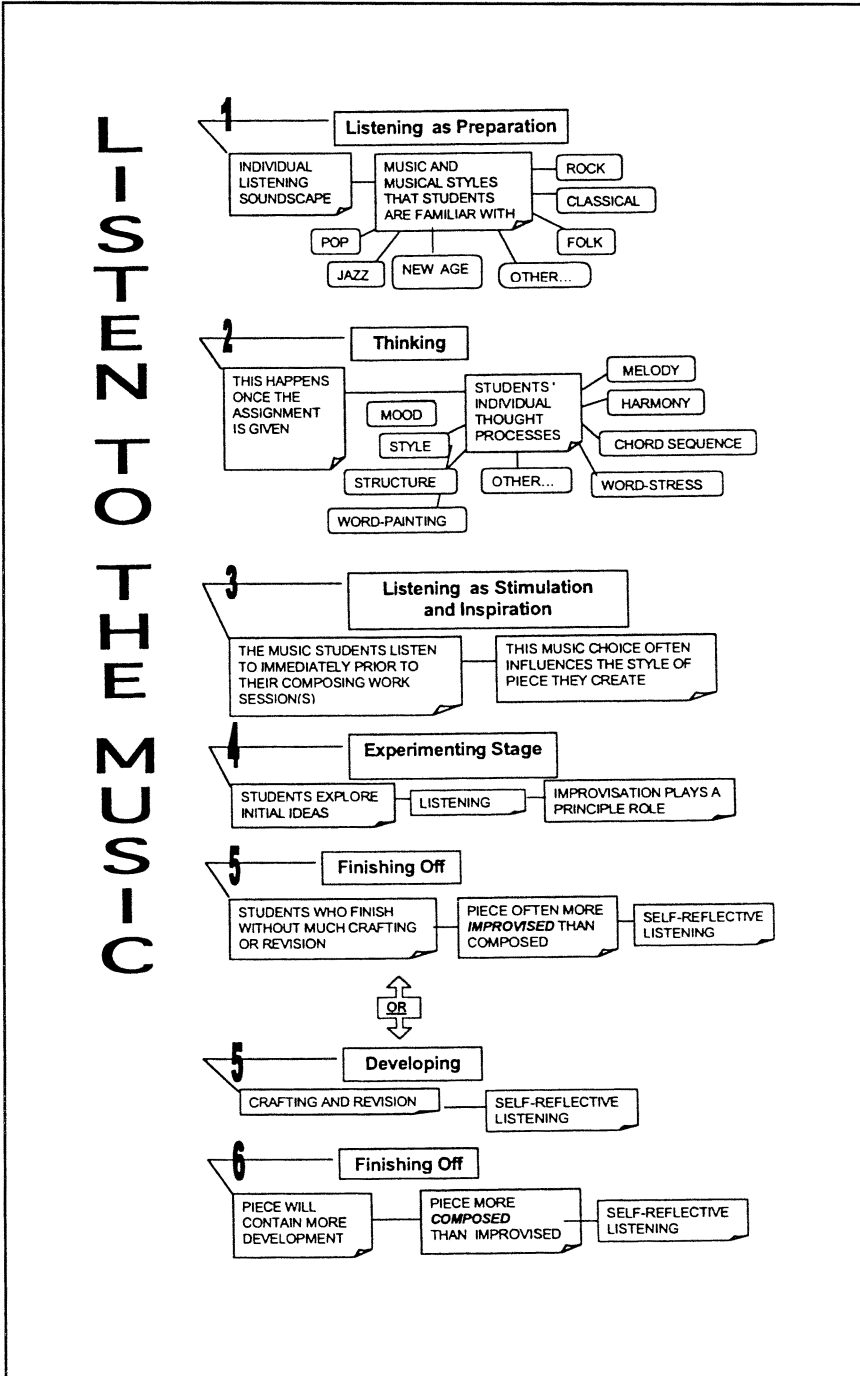 LISTEN TO THE MUSIC
1
Listening as Preparation
INDIVIDUAL
LISTENING
SOUNDSCAPE
MUSIC AND
MUSICAL STYLES
THAT STUDENTS
ARE FAMILIAR WITH
ROCK
CLASSICAL
FOLK
POP
JAZZ
NEW AGE
OTHER...
2
Thinking
THIS HAPPENS
ONCE THE
ASSIGNMENT
IS GIVEN
STUDENTS '
INDIVIDUAL
THOUGHT
PROCESSES
MELODY
HARMONY
CHORD SEQUENCE
WORD-STRESS
MOOD
STYLE
STRUCTURE
OTHER...
WORD-PAINTING
3
Listening as Stimulation
and Inspiration
THE MUSIC STUDENTS LISTEN
TO IMMEDIATELY PRIOR TO
THEIR COMPOSING WORK
SESSION(S)
THIS MUSIC CHOICE OFTEN
INFLUENCES THE STYLE OF
PIECE THEY CREATE
4
Experimenting Stage
STUDENTS EXPLORE
INITIAL IDEAS
LISTENING
IMPROVISATION PLAYS A
PRINCIPLE ROLE
5
Finishing Off
STUDENTS WHO FINISH
WITHOUT MUCH CRAFTING
OR REVISION
PIECE OFTEN MORE
IMPROVISED THAN
COMPOSED
SELF-REFLECTIVE
LISTENING
OR
5
Developing
CRAFTING AND REVISION
SELF-REFLECTIVE
LISTENING
6
Finishing Off
PIECE WILL
CONTAIN MORE
DEVELOPMENT
PIECE MORE
COMPOSED
THAN IMPROVISED
SELF-REFLECTIVE
LISTENING